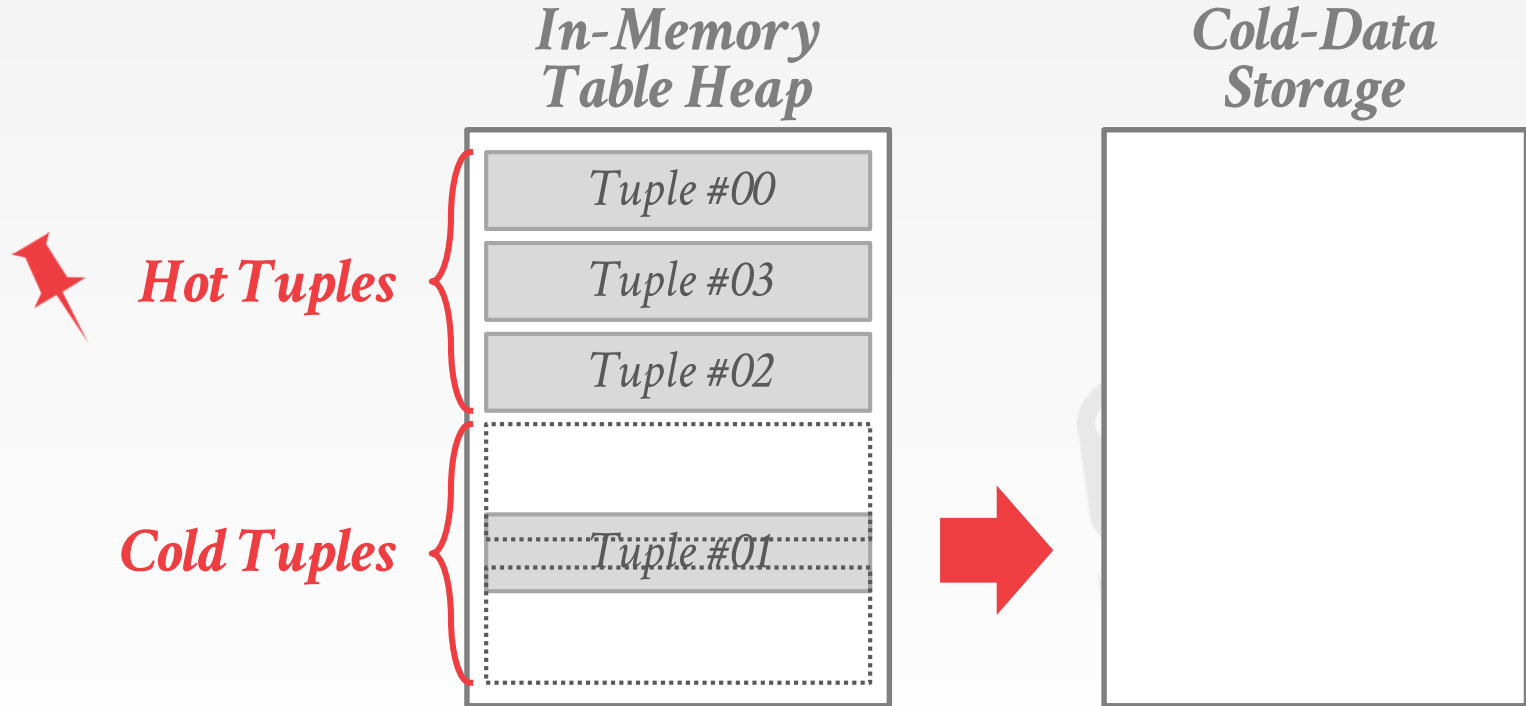 In-Memory
Table Heap
Cold-Data
Storage
Hot Tuples
Tuple #00
Tuple #03
Tuple #02
Cold Tuples
Tuple #01